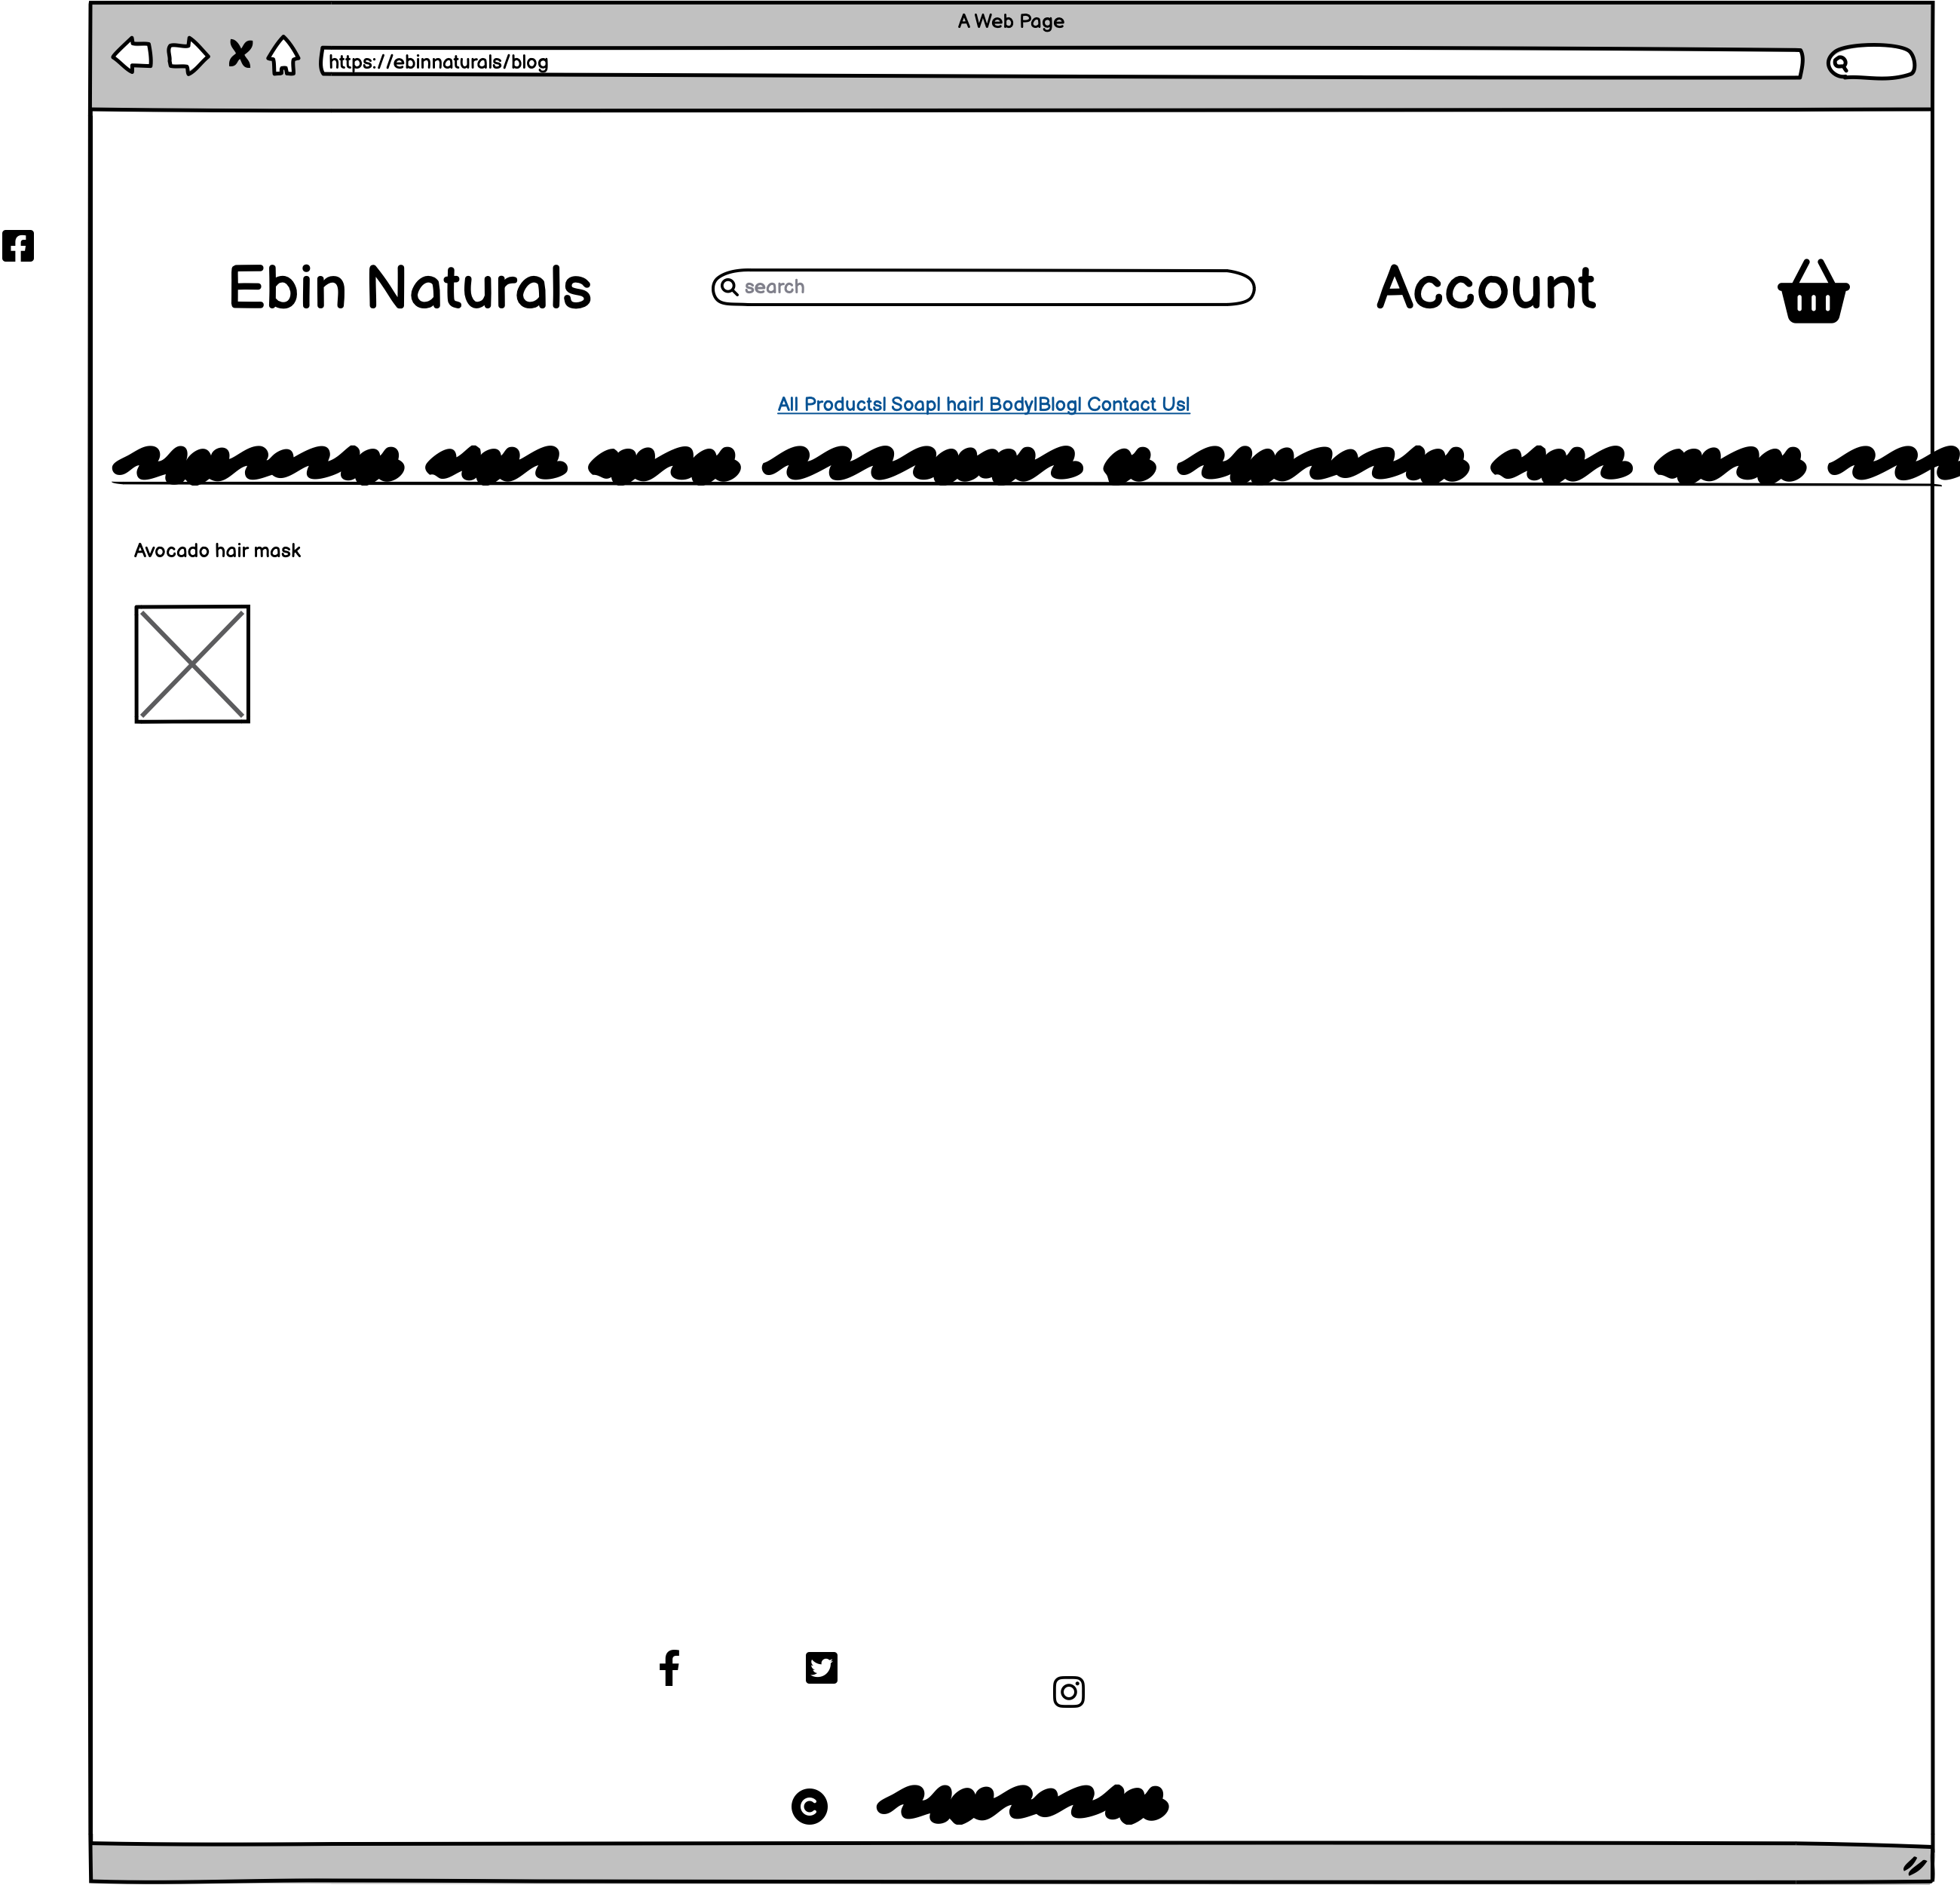 A Web Page
https://ebinnaturals/blog
Ebin Naturals
search
Account
All Products| Soap| hair| Body|Blog| Contact Us|
Avocado hair mask